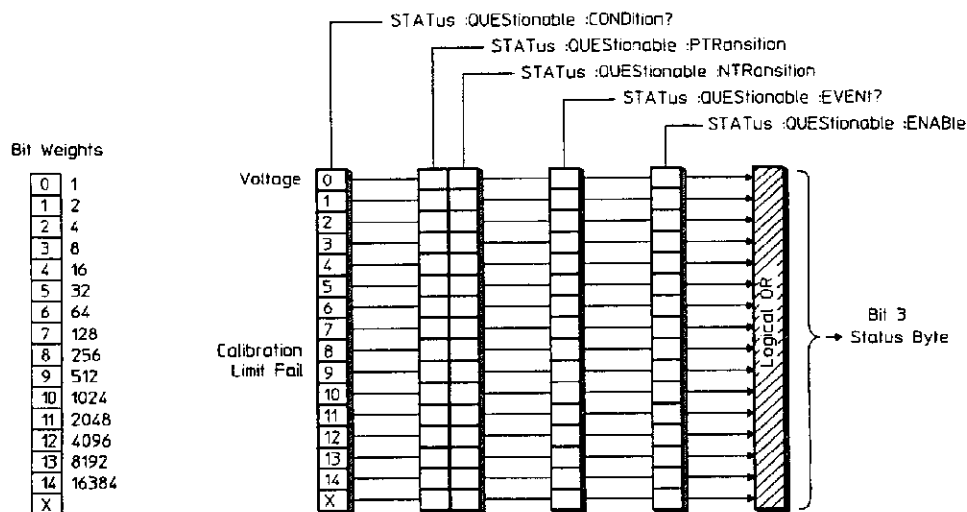 STATus :QUEStionable :CONDition?
STATus :QUEStionable :PTRansition
STATus :QUEStionable :NTRansition
STATus :QUEStionable :EVENt?
STATus :QUEStionable :ENABle
Bit Weights
0 1
1 2
2 4
3 8
4 16
5 32
6 64
7 128
8 256
9 512
10 1024
11 2048
12 4096
13 8192
14 16384
X
Voltage 0
1
2
3
4
5
6
7
Calibration 8
Limit Fail 9
10
11
12
13
14
X
Logical OR
Bit 3
Status Byte